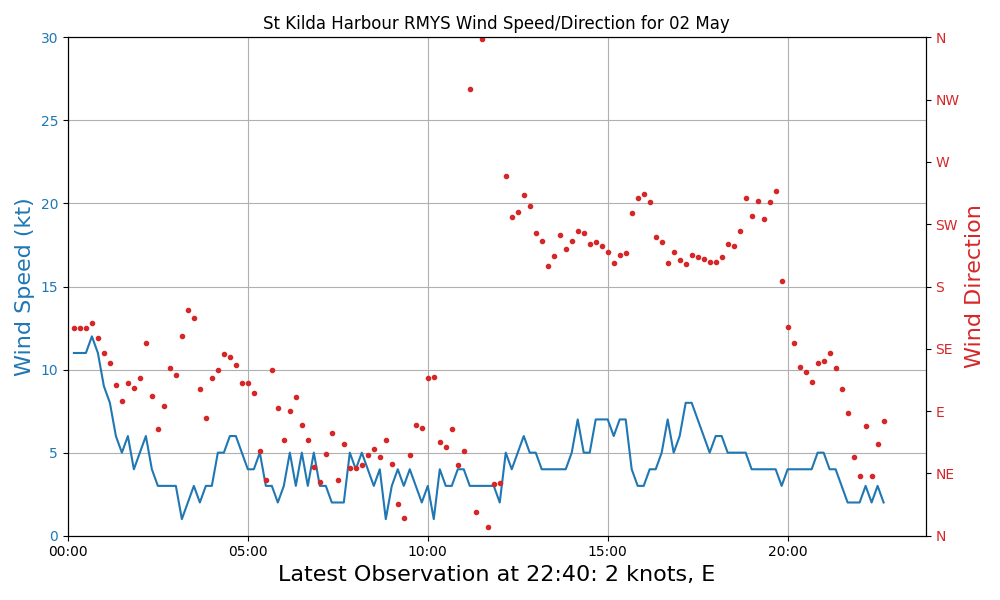 St Kilda Harbour RMYS Wind Speed/Direction for 02 May
30
25
20
15
10
5
0
Wind Speed (kt)
N
NW
W
SW
S
SE
E
NE
N
Wind Direction
00:00 05:00 10:00 15:00 20:00
Latest Observation at 22:40: 2 knots, E